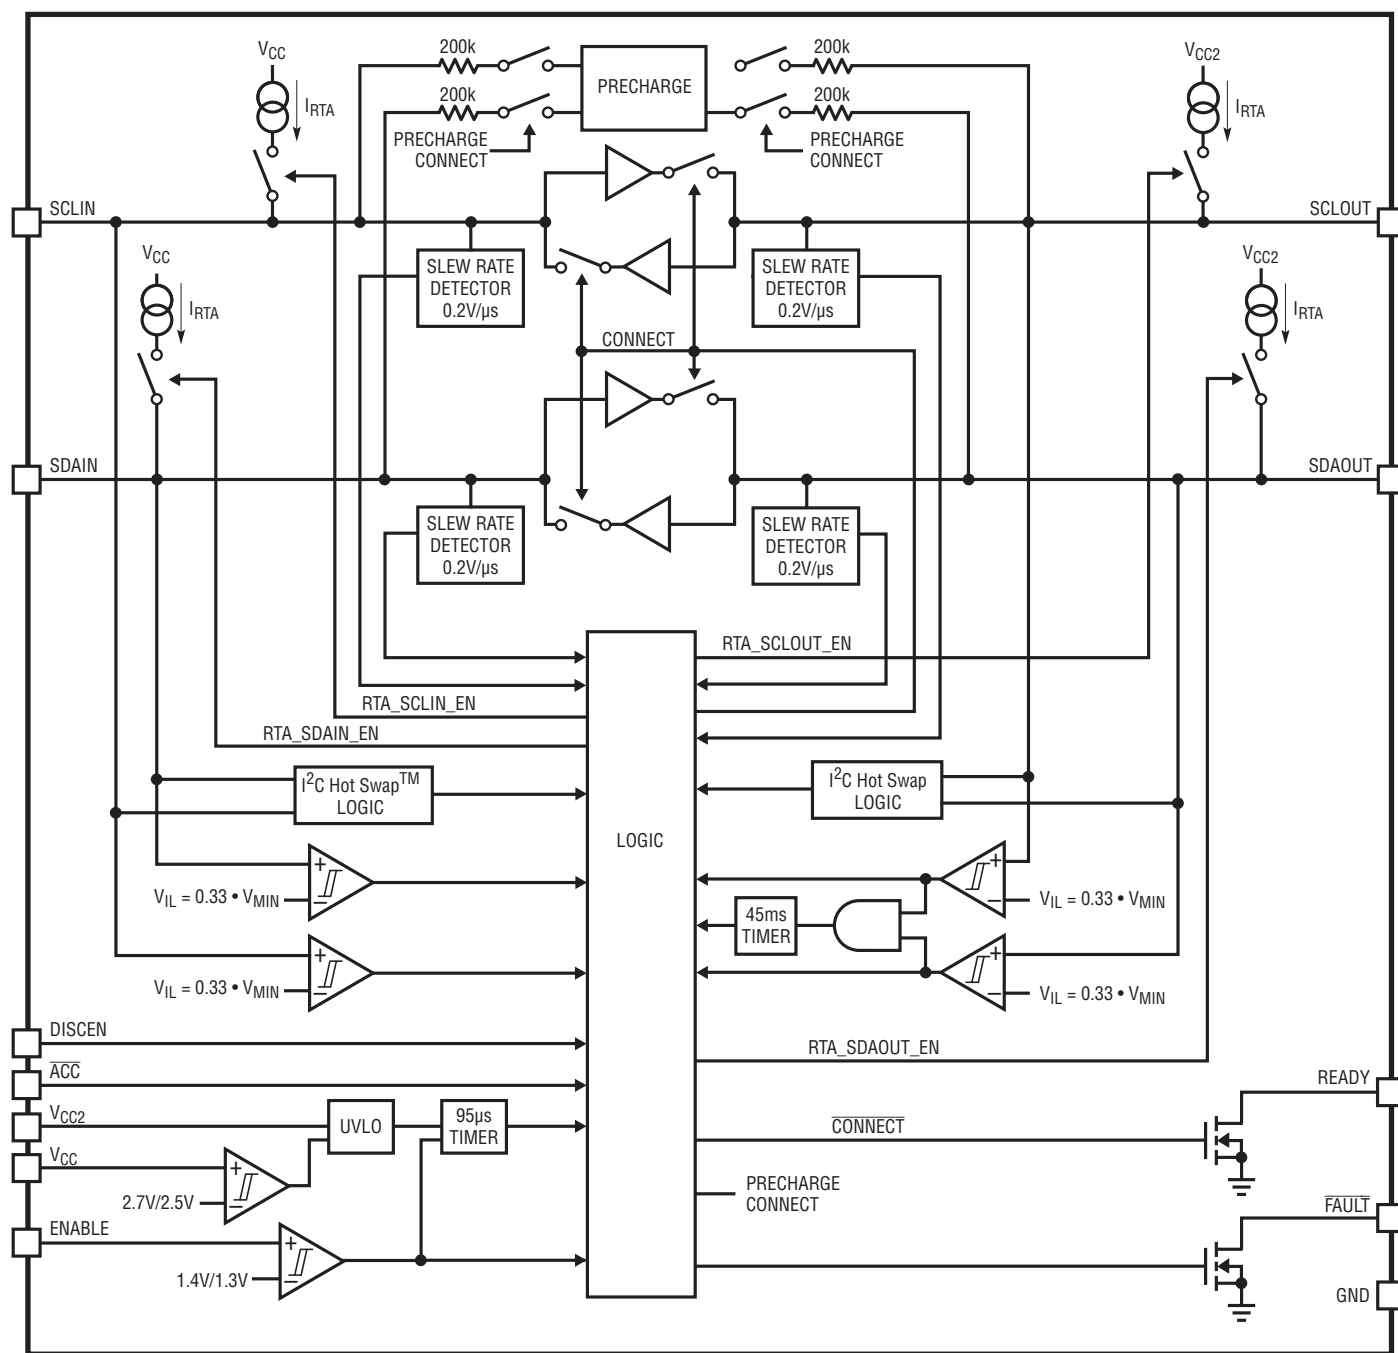 200k
200k
VCC
VCC2
PRECHARGE
IRTA
IRTA
200k
200k
PRECHARGE
CONNECT
PRECHARGE
CONNECT
SCLIN
SCLOUT
VCC
VCC2
SLEW RATE
DETECTOR
0.2V/µs
SLEW RATE
DETECTOR
0.2V/µs
IRTA
IRTA
CONNECT
SDAIN
SDAOUT
SLEW RATE
DETECTOR
0.2V/µs
SLEW RATE
DETECTOR
0.2V/µs
RTA_SCLOUT_EN
RTA_SCLIN_EN
RTA_SDAIN_EN
I2C Hot Swap™
LOGIC
I2C Hot Swap
LOGIC
LOGIC
+
−
VIL = 0.33 • VMIN
+
−
VIL = 0.33 • VMIN
45ms
TIMER
+
−
VIL = 0.33 • VMIN
+
−
VIL = 0.33 • VMIN
DISCEN
RTA_SDAOUT_EN
ACC
READY
VCC2
UVLO
95µs
TIMER
CONNECT
VCC
+
−
2.7V/2.5V
PRECHARGE
CONNECT
FAULT
ENABLE
+
−
1.4V/1.3V
GND